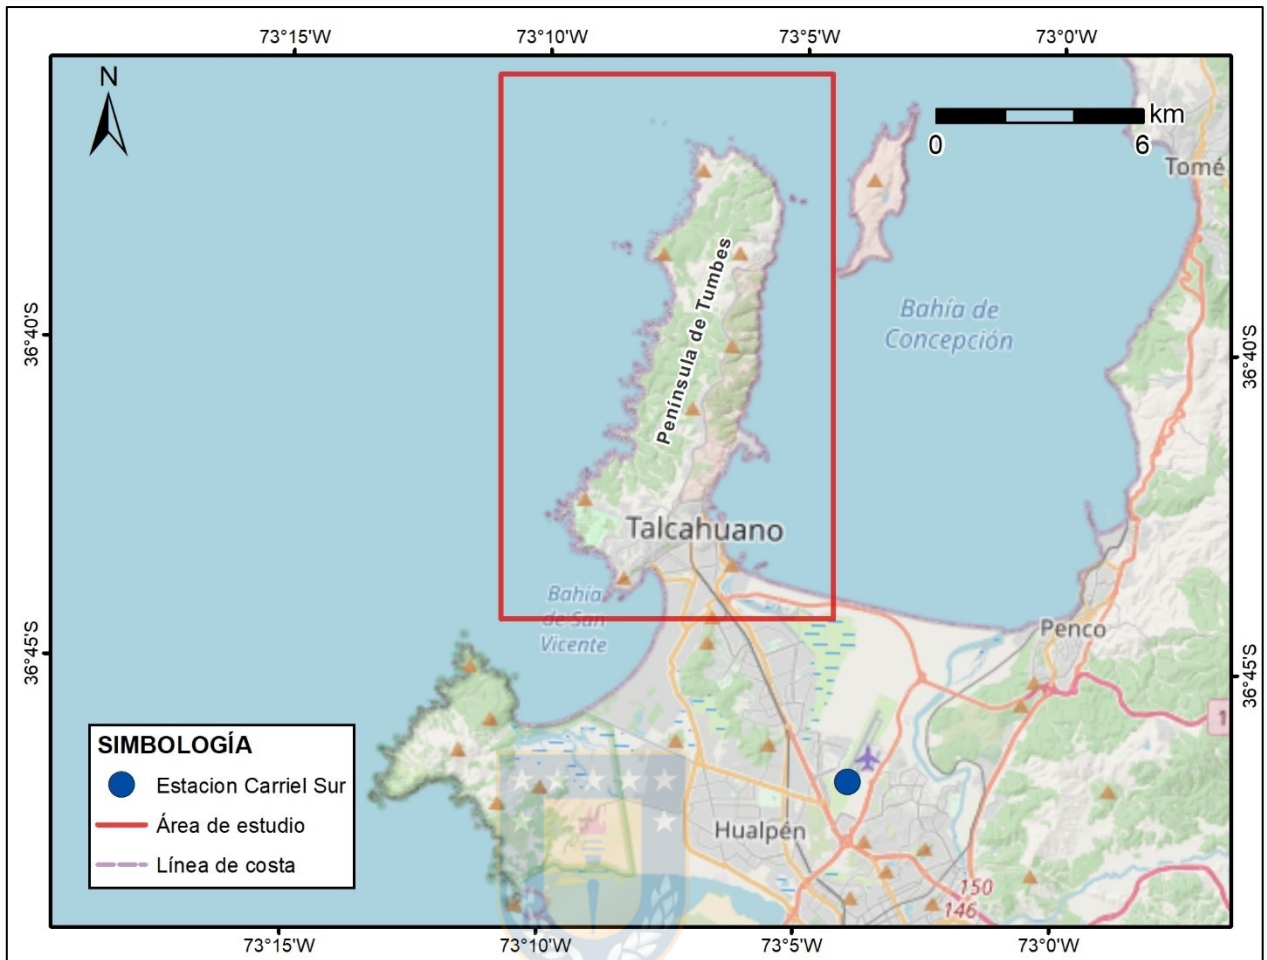 73°15'W
73°10'W
73°5'W
73°0'W
N
km
0
6
Tomé
Península de Tumbes
Bahía de
Concepción
36°40'S
36°40'S
Talcahuano
Bahía
de San
Vicente
Penco
36°45'S
36°45'S
1
SIMBOLOGÍA
Estacion Carriel Sur
Área de estudio
Línea de costa
Hualpén
150
146
73°15'W
73°10'W
73°5'W
73°0'W